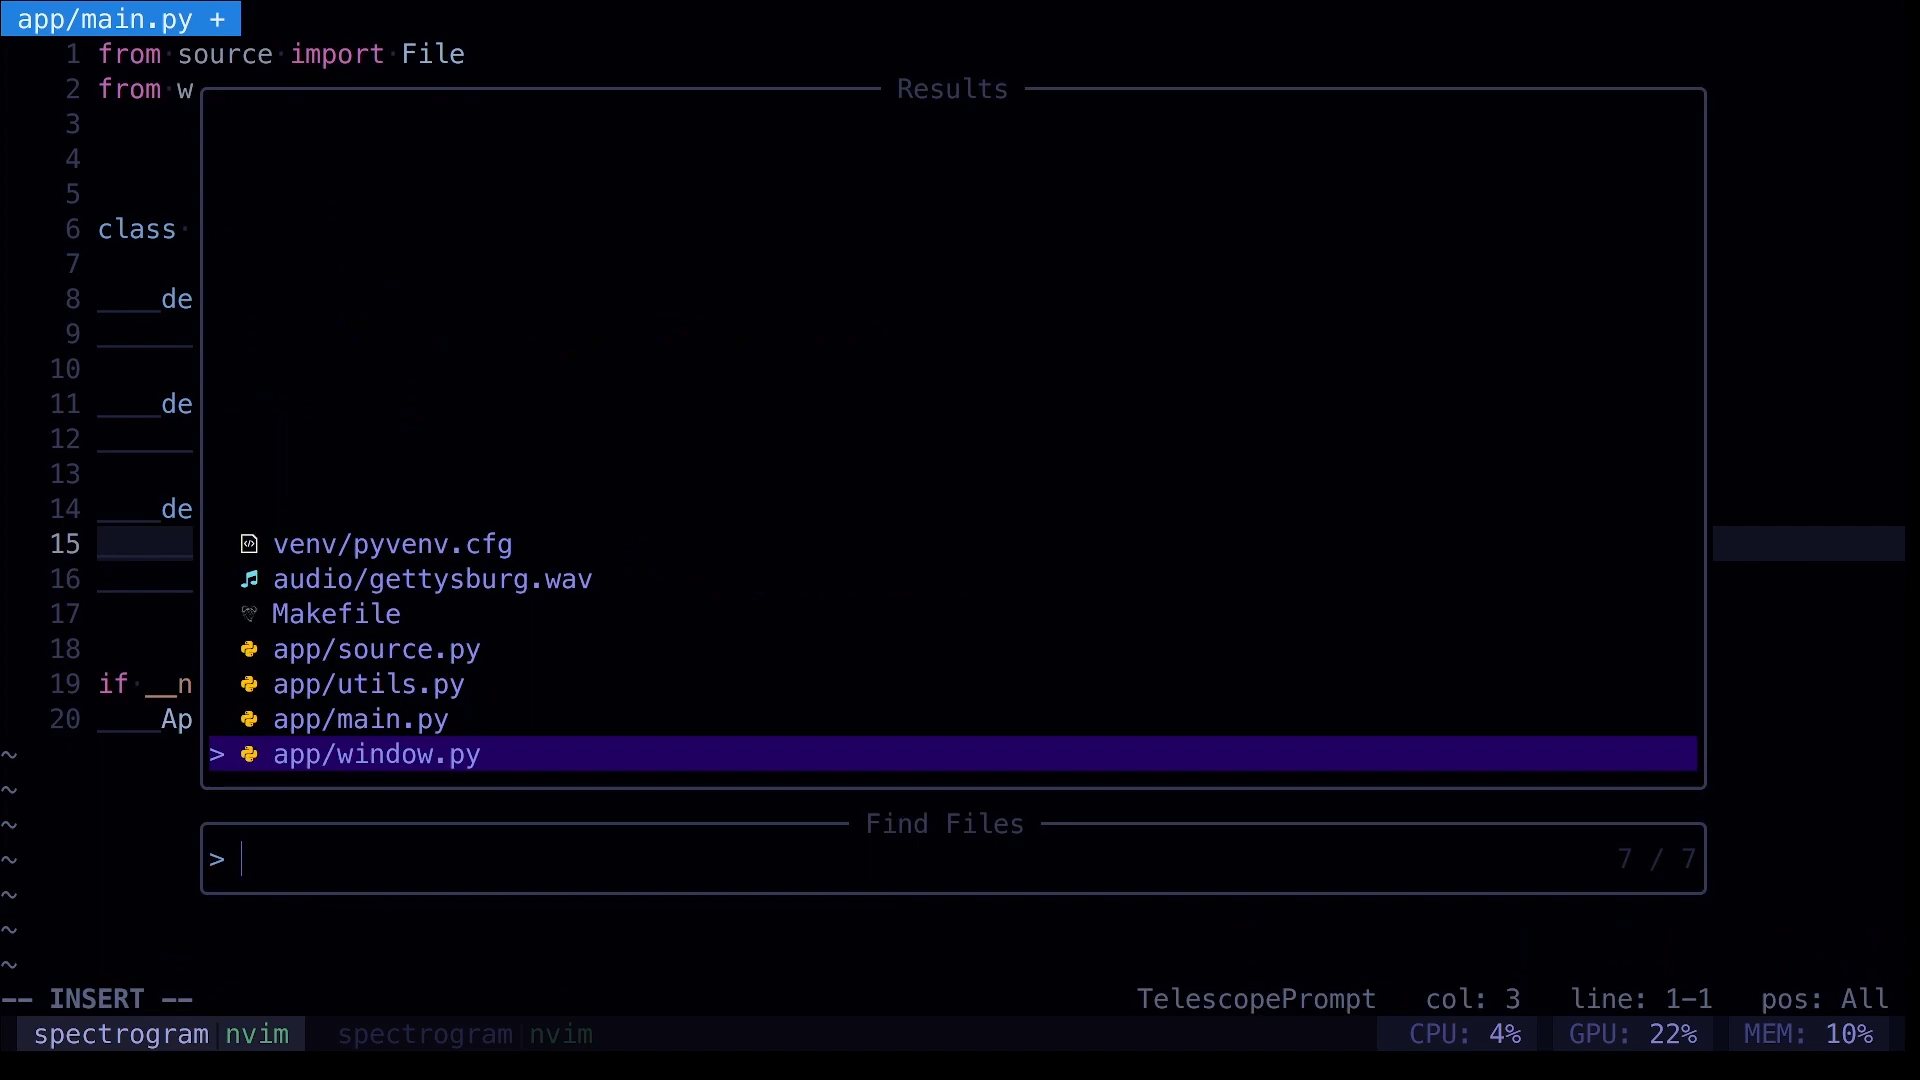 app/main.py +
1 from source import File
2 from w
Results
3
4
5
6 class
7
8 de
9
10
11 de
12
13
14 de
15
16
17
18
19 if __n
20 Ap
venv/pyvenv.cfg
audio/gettysburg.wav
Makefile
app/source.py
app/utils.py
app/main.py
> app/window.py
~
~
~
~
~
~
~
Find Files
> 7 / 7
-- INSERT -- TelescopePrompt col: 3 line: 1-1 pos: All
spectrogram nvim spectrogram nvim CPU: 4% GPU: 22% MEM: 10%